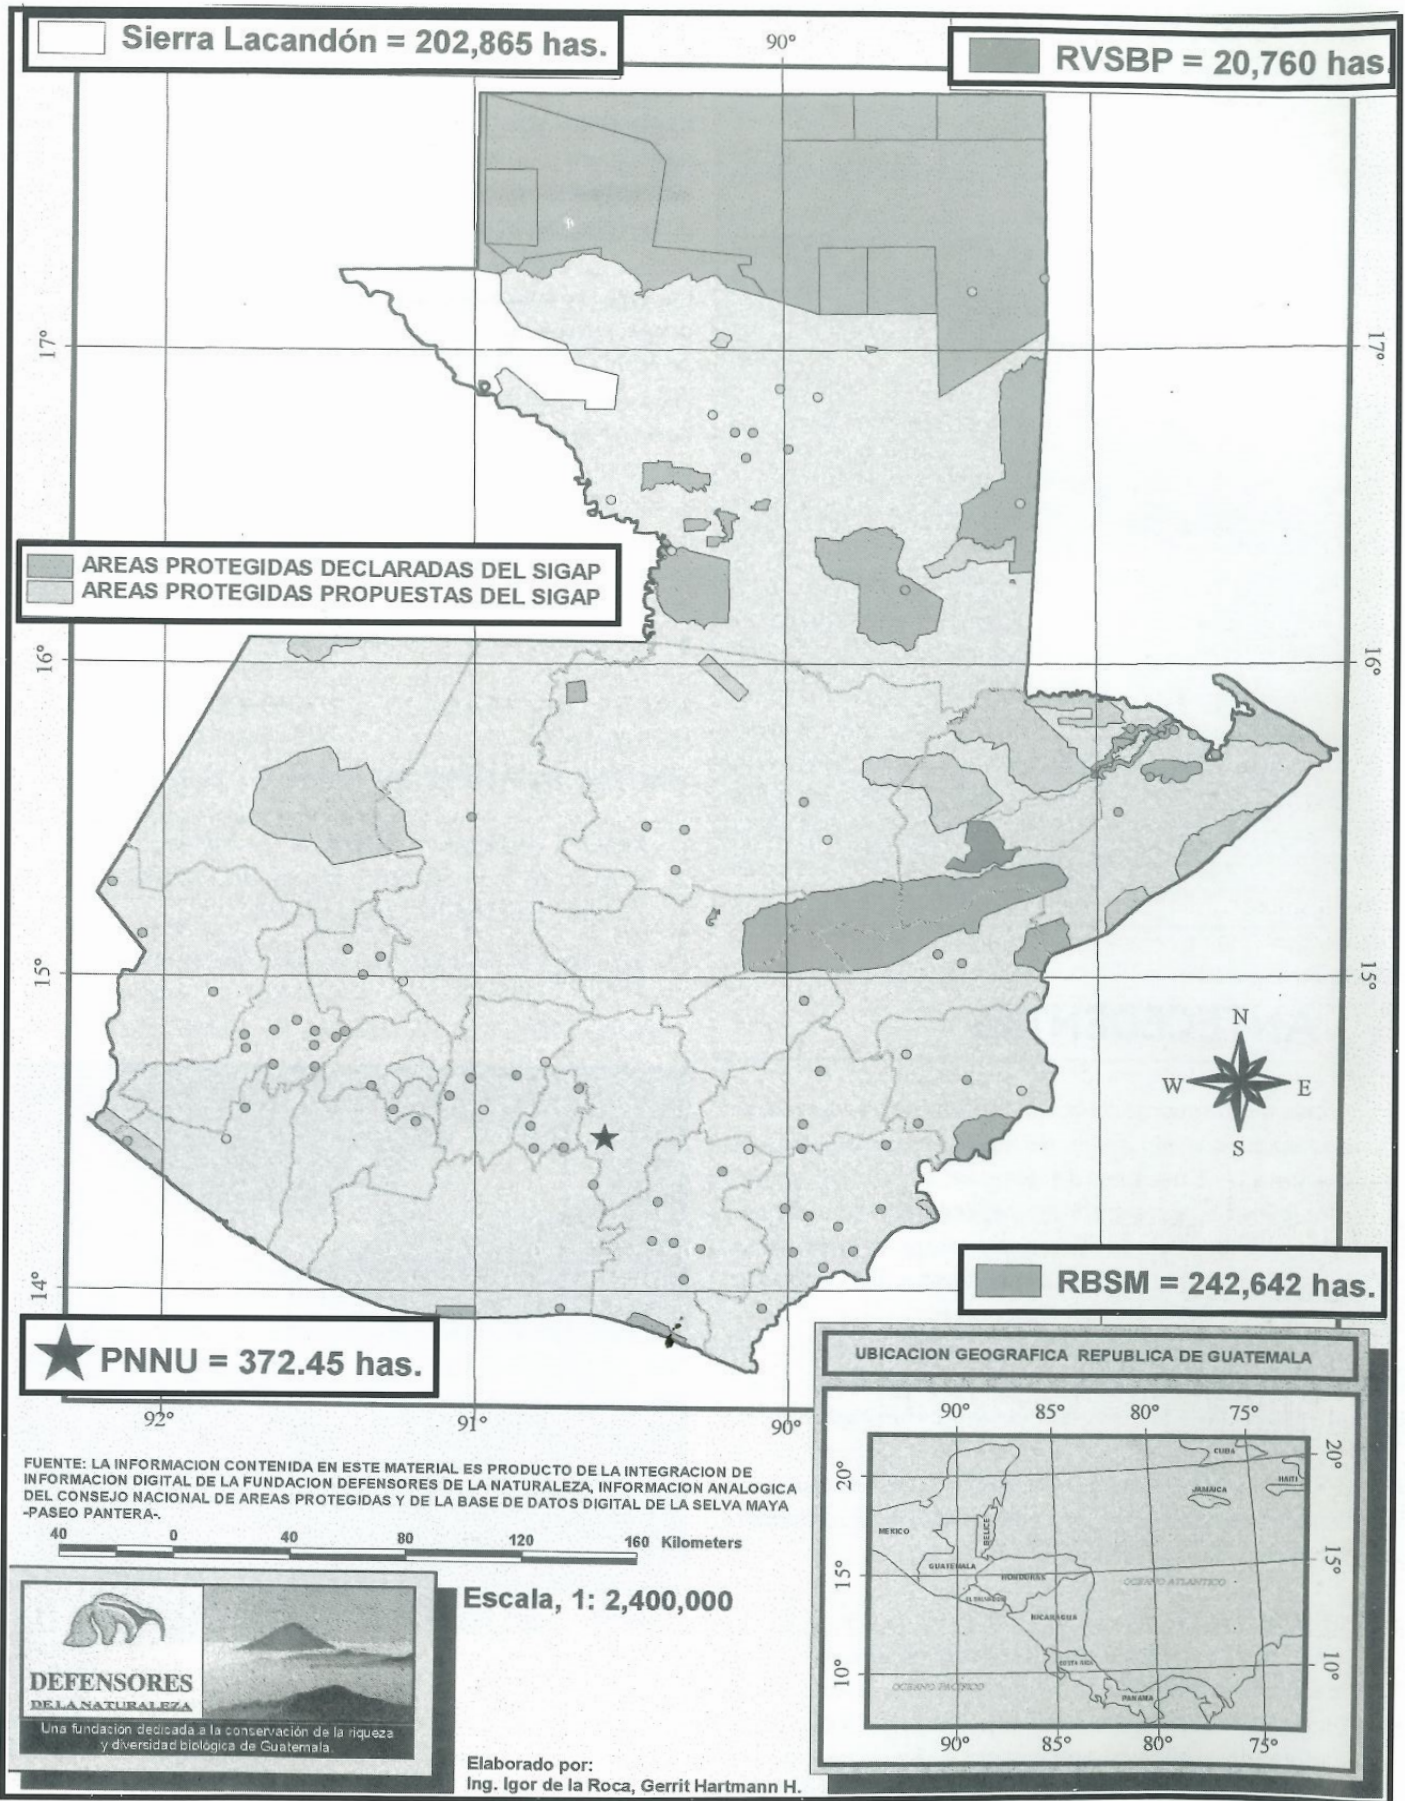 Sierra Lacandón = 202,865 has.
90°
RVSBP = 20,760 has.
17°
17°
AREAS PROTEGIDAS DECLARADAS DEL SIGAP
AREAS PROTEGIDAS PROPUESTAS DEL SIGAP
16°
16°
15°
15°
N
W
E
S
14°
RBSM = 242,642 has.
PNNU = 372.45 has.
92°
91°
90°
UBICACION GEOGRAFICA REPUBLICA DE GUATEMALA
90°
85°
80°
75°
20°
20°
CUBA
HAITI
JAMAICA
MEXICO
BELICE
15°
15°
GUATEMALA
HONDURAS
OCEANO ATLANTICO
EL SALVADOR
NICARAGUA
COSTA RICA
10°
10°
OCEANO PACIFICO
PANAMA
90°
85°
80°
75°
FUENTE: LA INFORMACION CONTENIDA EN ESTE MATERIAL ES PRODUCTO DE LA INTEGRACION DE
INFORMACION DIGITAL DE LA FUNDACION DEFENSORES DE LA NATURALEZA, INFORMACION ANALOGICA
DEL CONSEJO NACIONAL DE AREAS PROTEGIDAS Y DE LA BASE DE DATOS DIGITAL DE LA SELVA MAYA
-PASEO PANTERA-.
40 0 40 80 120 160 Kilometers
Escala, 1: 2,400,000
DEFENSORES
DE LA NATURALEZA
Una fundación dedicada a la conservación de la riqueza
y diversidad biológica de Guatemala.
Elaborado por:
Ing. Igor de la Roca, Gerrit Hartmann H.